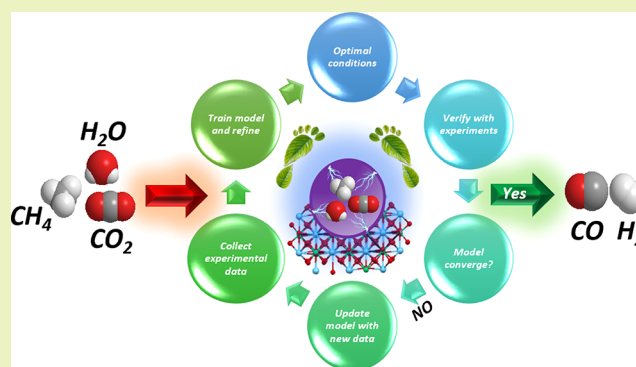 Optimal
conditions
Train model
and refine
Verify with
experiments
H2O
CH4
CO2
Yes
CO
H
Collect
experimental
data
Model
converge?
NO
Update
model with
new data